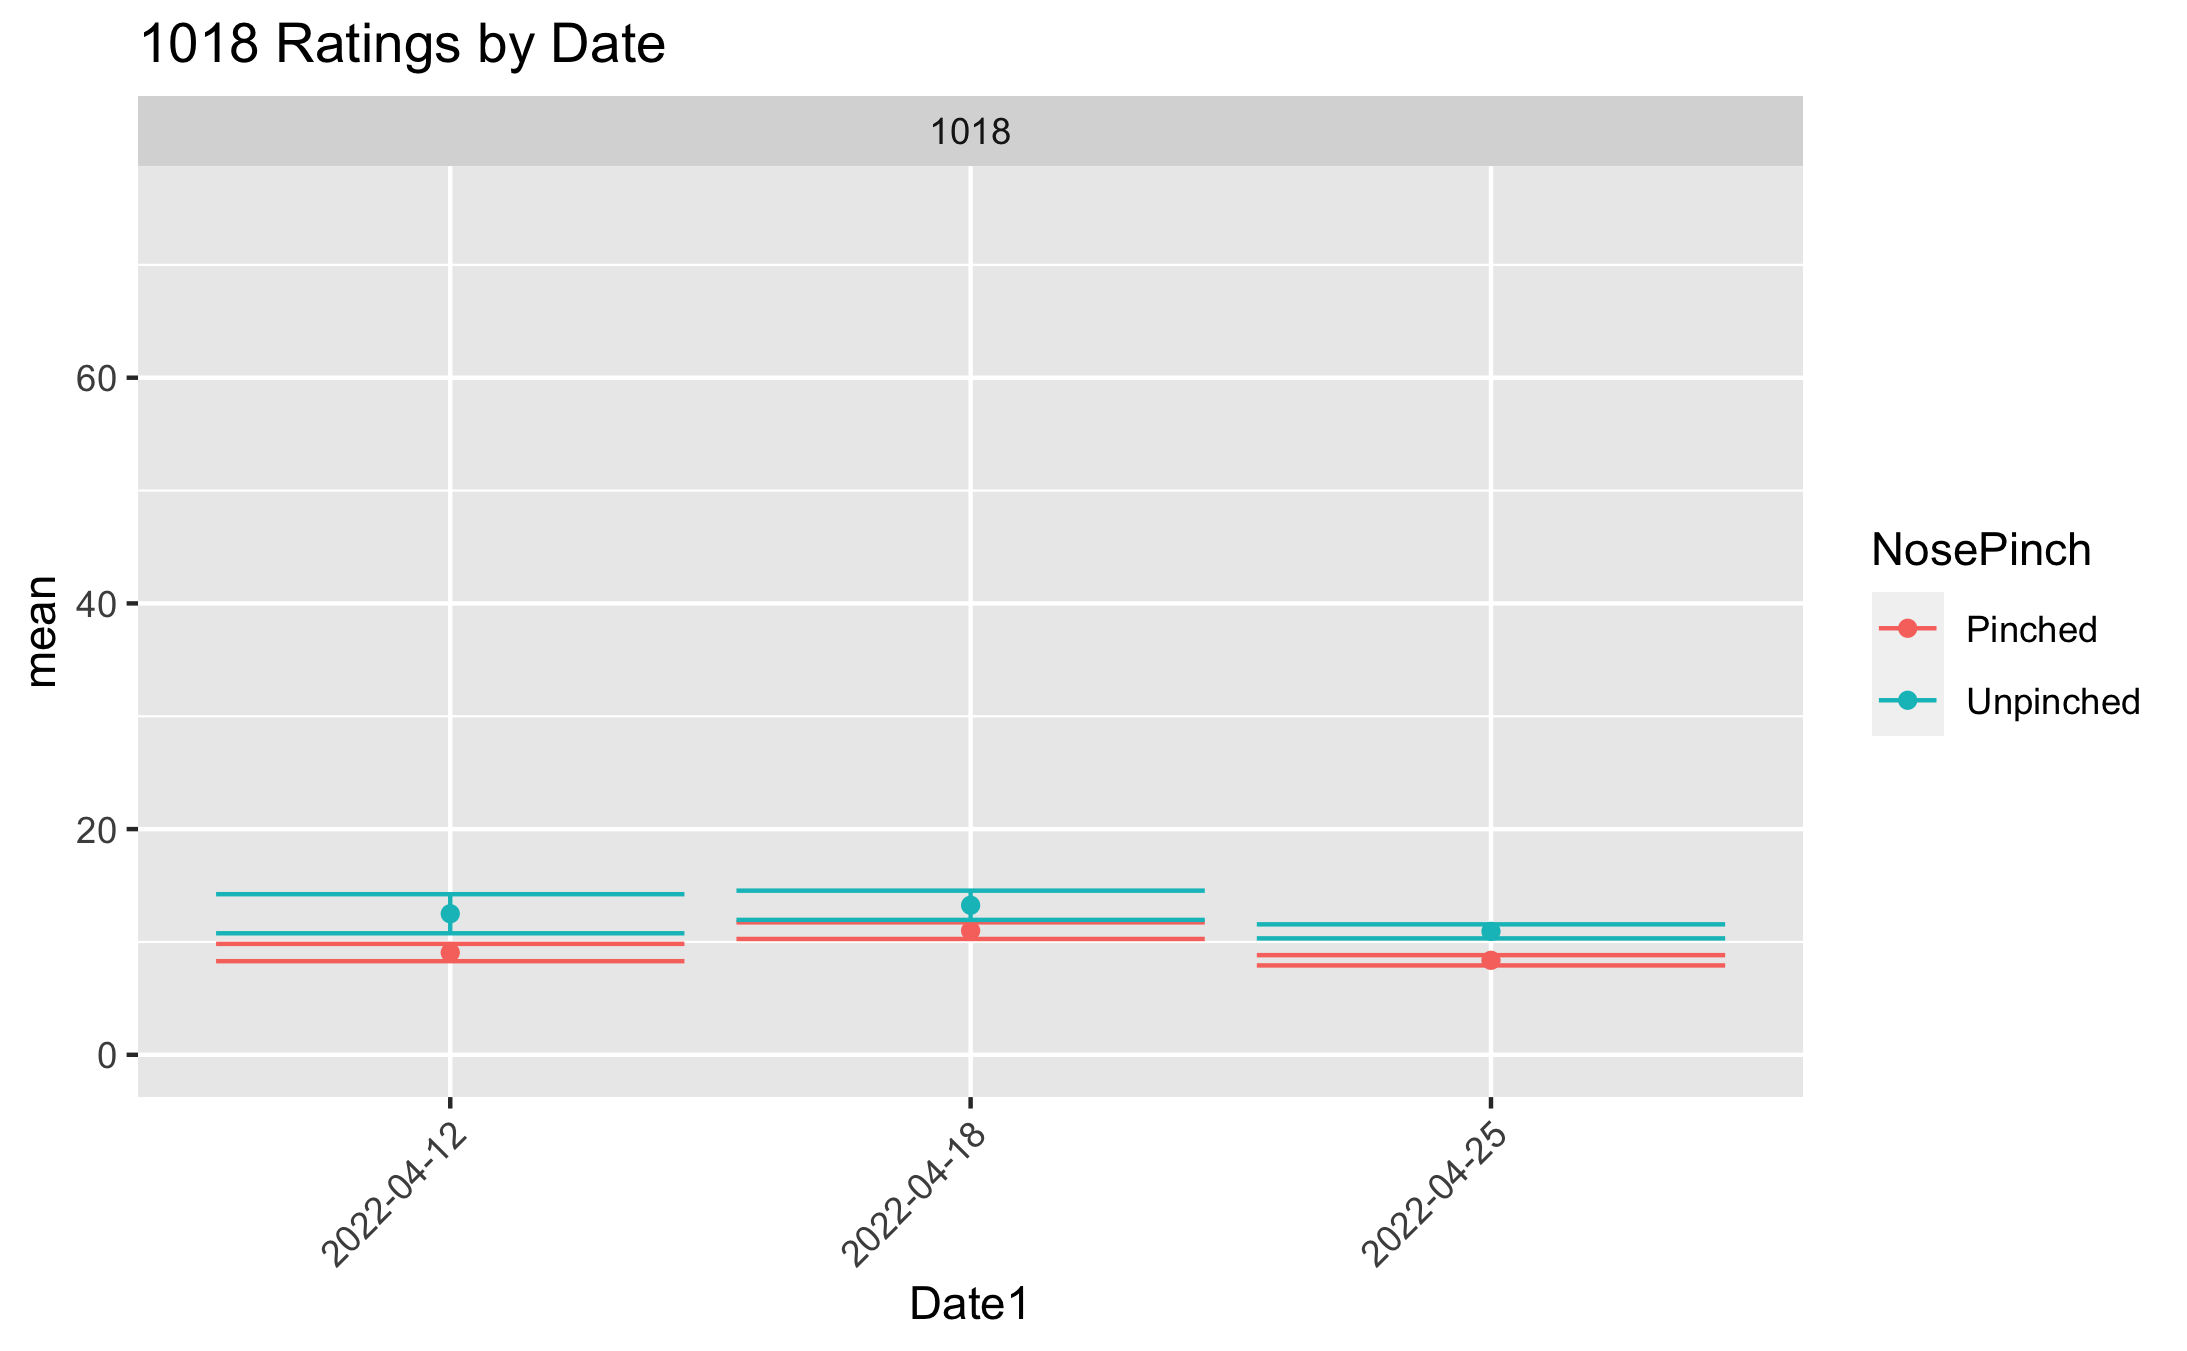 1018 Ratings by Date
1018
60
40
20
0
mean
2022-04-12
2022-04-18
2022-04-25
Date1
NosePinch
Pinched
Unpinched